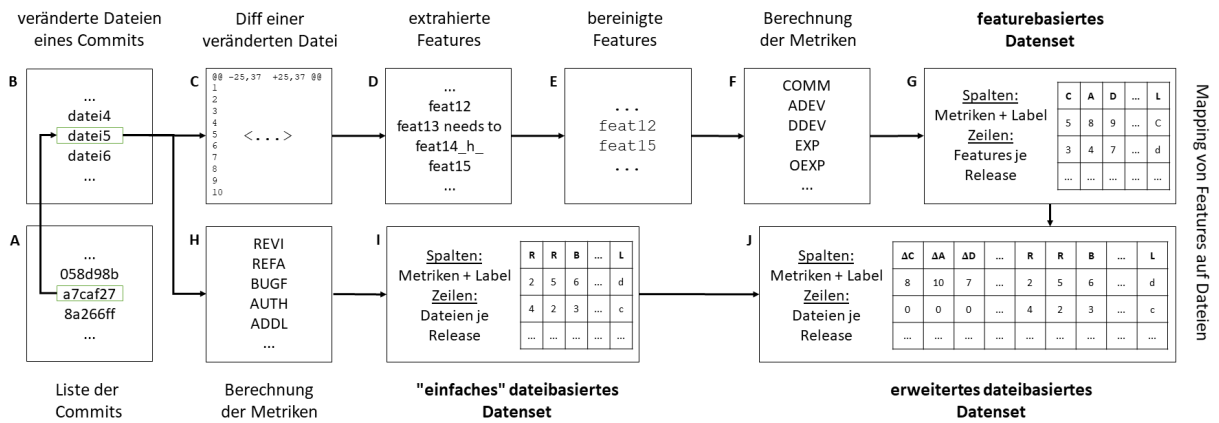 veränderte Dateien
eines Commits
Diff einer
veränderten Datei
extrahierte
Features
bereinigte
Features
Berechnung
der Metriken
featurebasiertes
Datenset
B
...
datei4
datei5
datei6
...
C
@@ -25,37 +25,37 @@
1
2
3
4
5
6
7
8
9
10
<...>
D
...
feat12
feat13 needs to
feat14_h_
feat15
...
E
...
feat12
feat15
...
F
COMM
ADEV
DDEV
EXP
OEXP
...
G
Spalten:
Metriken + Label
Zeilen:
Features je
Release
C A D ... L
5 8 9 ... C
3 4 7 ... d
... ... ... ... ...
Mapping von Features auf Dateien
A
...
058d98b
a7caf27
8a266ff
...
H
REVI
REFA
BUGF
AUTH
ADDL
...
I
Spalten:
Metriken + Label
Zeilen:
Dateien je
Release
R R B ... L
2 5 6 ... d
4 2 3 ... c
... ... ... ... ...
J
Spalten:
Metriken + Label
Zeilen:
Dateien je
Release
ΔC ΔA ΔD ... R R B ... L
8 10 7 ... 2 5 6 ... d
0 0 0 ... 4 2 3 ... c
... ... ... ... ... ... ... ... ...
Liste der
Commits
Berechnung
der Metriken
"einfaches" dateibasiertes
Datenset
erweitertes dateibasiertes
Datenset